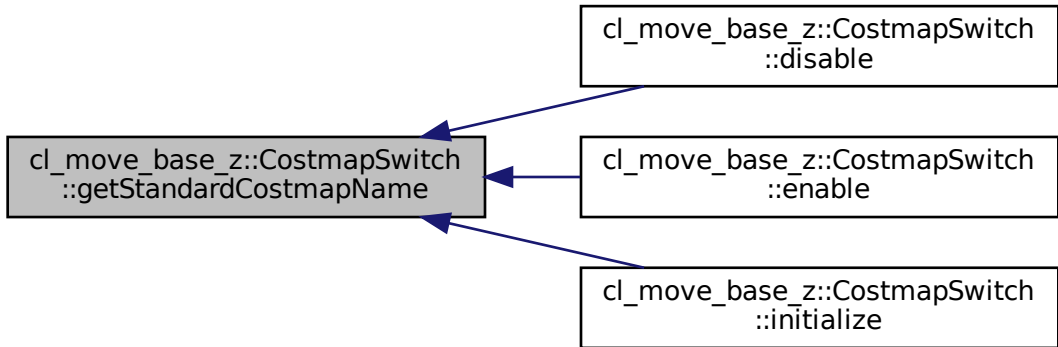 cl_move_base_z::CostmapSwitch
::disable
cl_move_base_z::CostmapSwitch
::getStandardCostmapName
cl_move_base_z::CostmapSwitch
::enable
cl_move_base_z::CostmapSwitch
::initialize